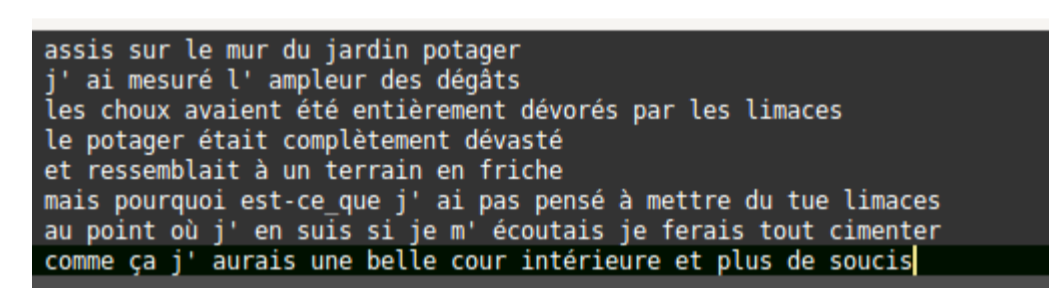 assis sur le mur du jardin potager
j' ai mesuré l' ampleur des dégâts
les choux avaient été entièrement dévorés par les limaces
le potager était complètement dévasté
et ressemblait à un terrain en friche
mais pourquoi est-ce_que j' ai pas pensé à mettre du tue limaces
au point où j' en suis si je m' écoutais je ferais tout cimenter
comme ça j' aurais une belle cour intérieure et plus de soucis